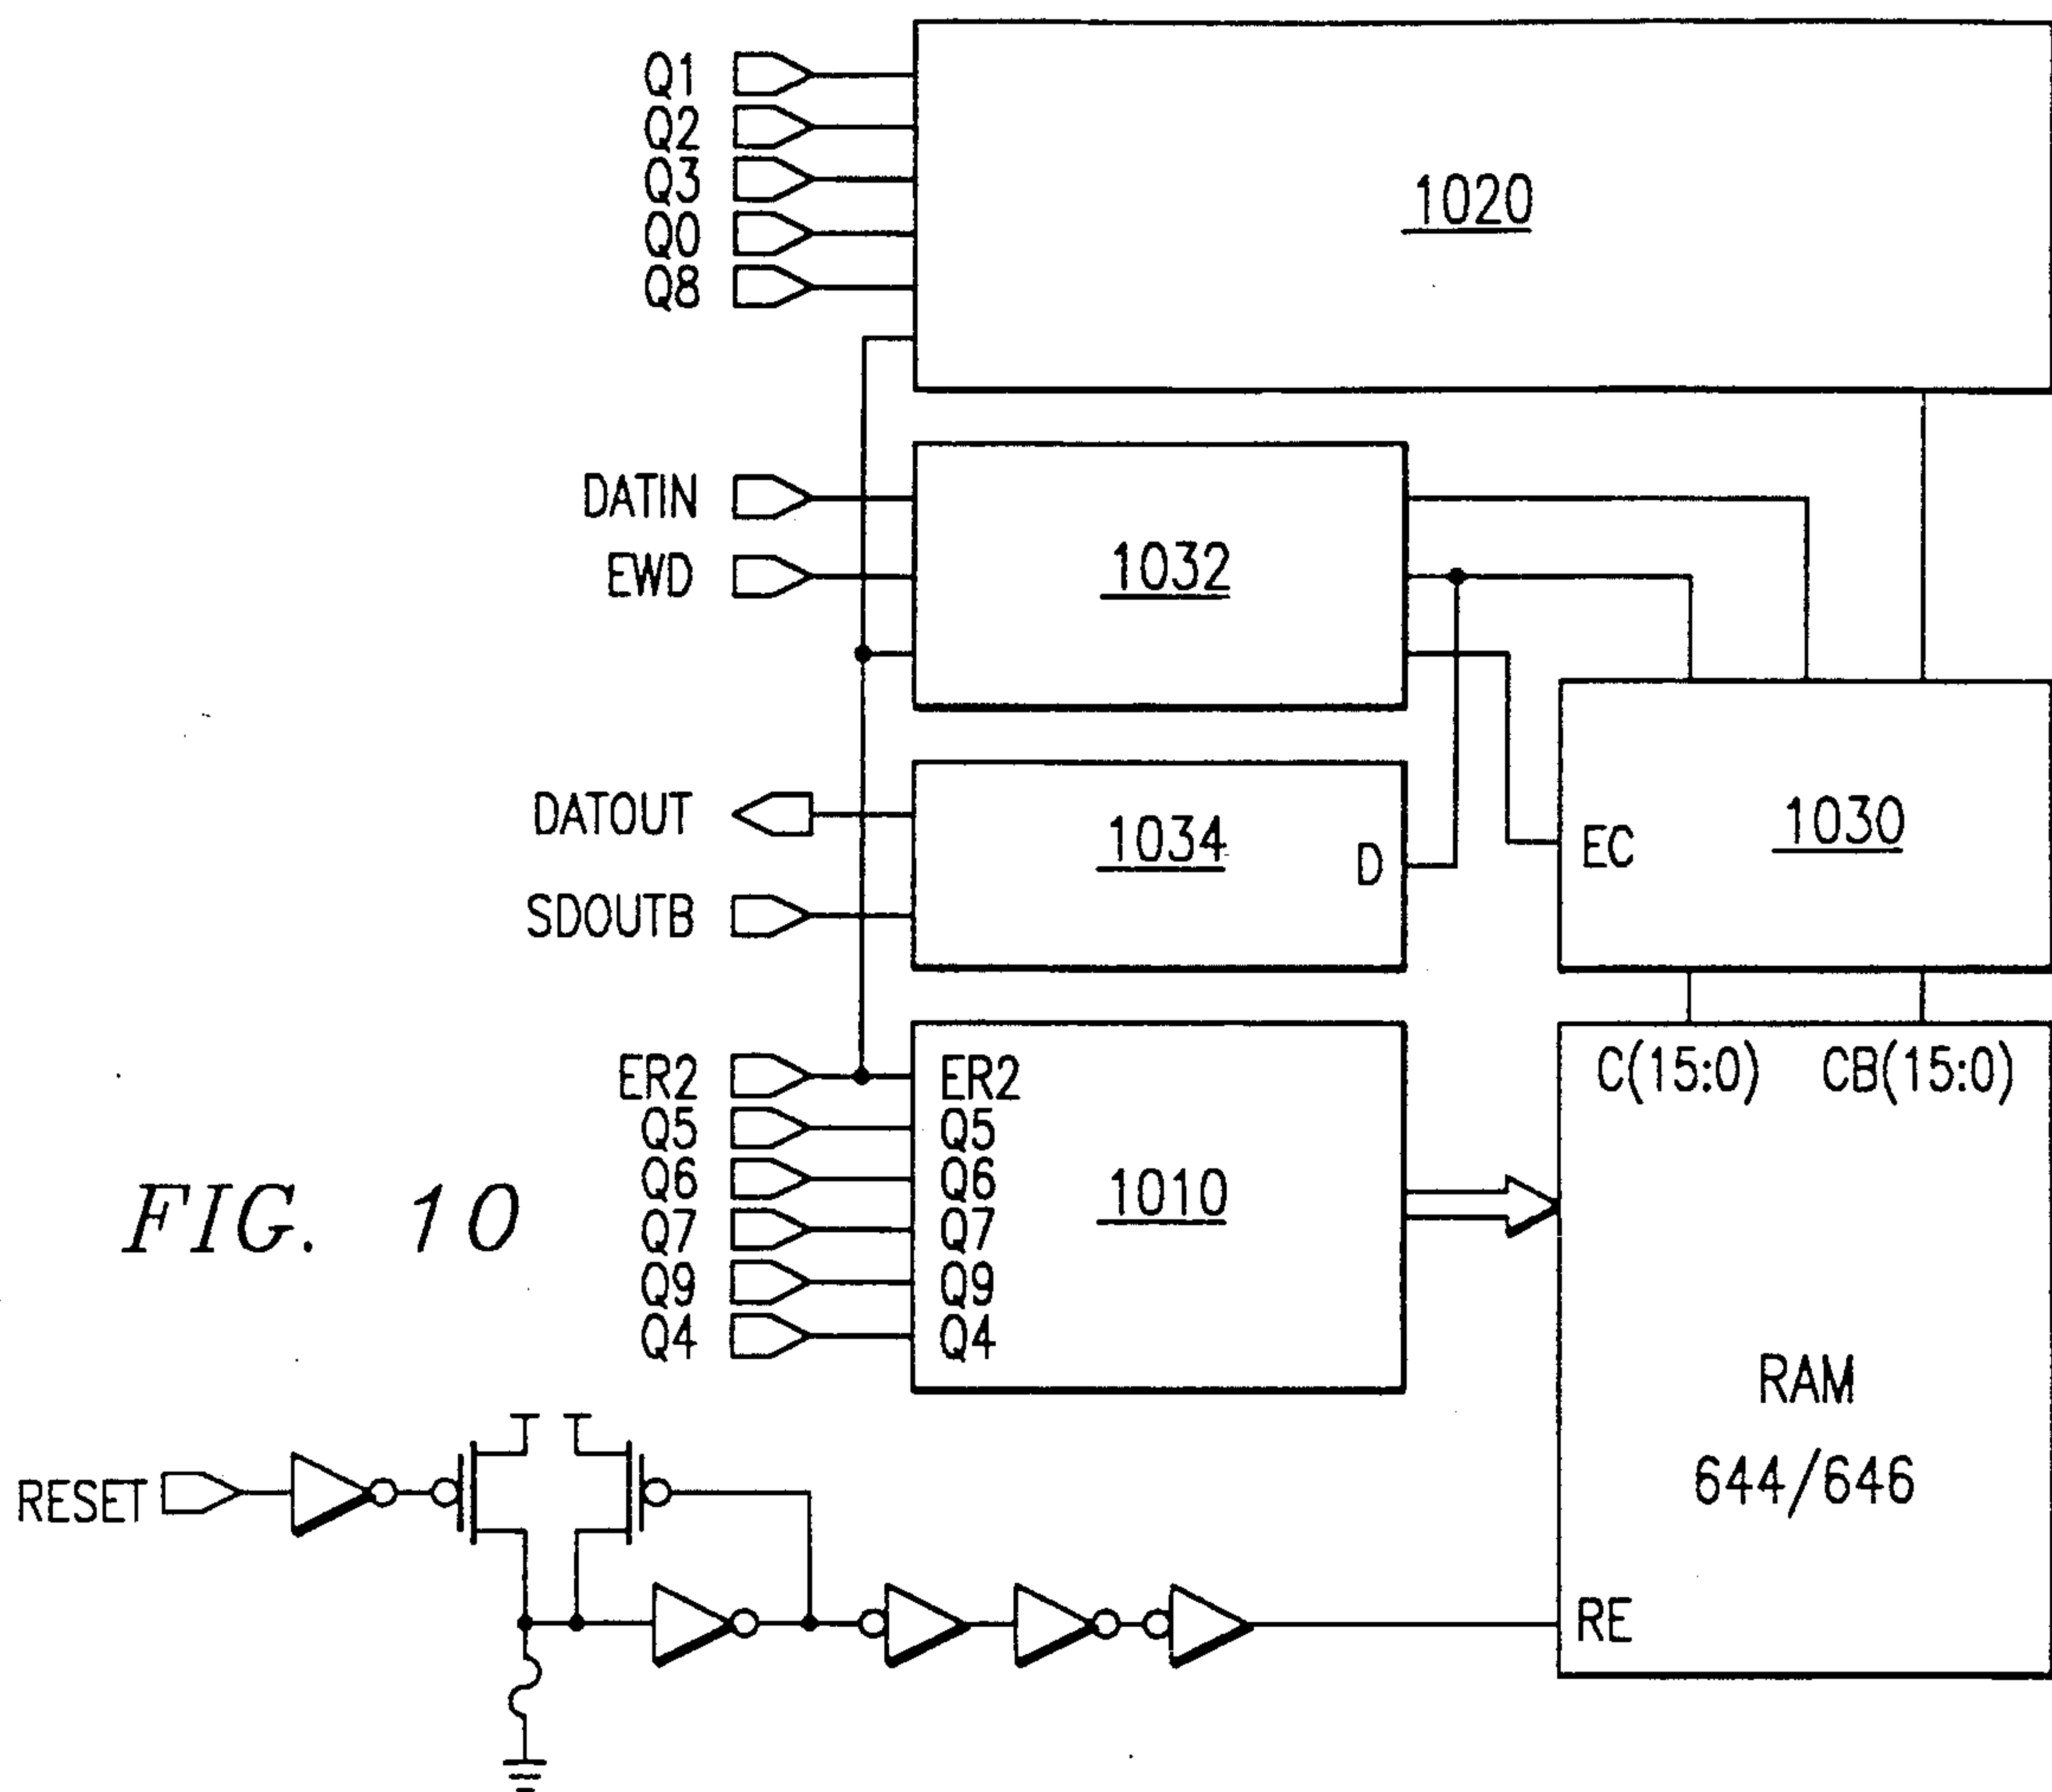 Q1
Q2
Q3
Q0
Q8
1020
DATIN
EWD
1032
DATOUT
SDOUTB
1034
D
EC
1030
ER2
Q5
Q6
Q7
Q9
Q4
ER2
Q5
Q6
Q7
Q9
Q4
1010
C(15:0) CB(15:0)
RAM
644/646
RE
FIG. 10
RESET